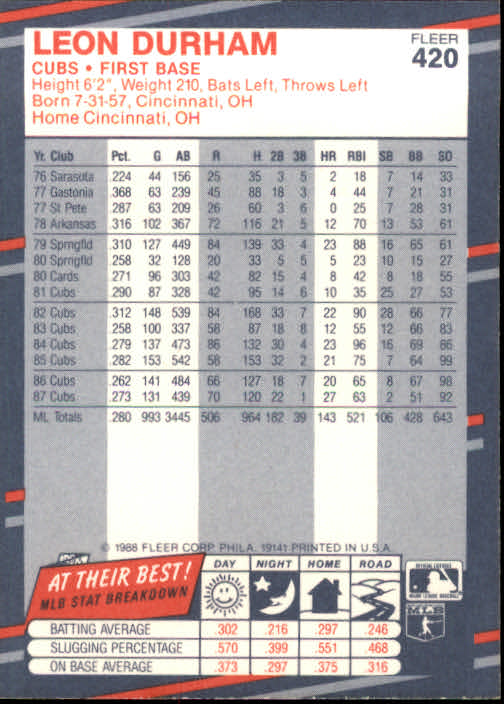 LEON DURHAM
FLEER
420
CUBS • FIRST BASE
Height 6'2", Weight 210, Bats Left, Throws Left
Born 7-31-57, Cincinnati, OH
Home Cincinnati, OH
Yr. Club Pct. G AB R H 2B 3B HR RBI SB BB SO
76 Sarasota .224 44 156 25 35 3 5 2 18 7 14 33
77 Gastonia .368 63 239 45 88 18 3 4 44 7 21 31
77 St Pete .287 63 209 26 60 3 6 0 25 7 28 31
78 Arkansas .316 102 367 72 116 21 5 12 70 13 53 61
79 Sprngfld .310 127 449 84 139 33 4 23 88 16 65 61
80 Sprngfld .258 32 128 20 33 5 5 5 23 10 15 27
80 Cards .271 96 303 42 82 15 4 8 42 8 18 55
81 Cubs .290 87 328 42 95 14 6 10 35 25 27 53
82 Cubs .312 148 539 84 168 33 7 22 90 28 66 77
83 Cubs .258 100 337 58 87 18 8 12 55 12 66 83
84 Cubs .279 137 473 86 132 30 4 23 96 16 69 86
85 Cubs .282 153 542 58 153 32 2 21 75 7 64 99
86 Cubs .262 141 484 66 127 18 7 20 65 8 67 98
87 Cubs .273 131 439 70 120 22 1 27 63 2 51 92
ML Totals .280 993 3445 506 964 182 39 143 521 106 428 643
© 1988 FLEER CORP. PHILA. 19141 PRINTED IN U.S.A.
AT THEIR BEST!
MLB STAT BREAKDOWN
DAY NIGHT HOME ROAD
BATTING AVERAGE .302 .216 .297 .246
SLUGGING PERCENTAGE .570 .399 .551 .468
ON BASE AVERAGE .373 .297 .375 .316
MLB